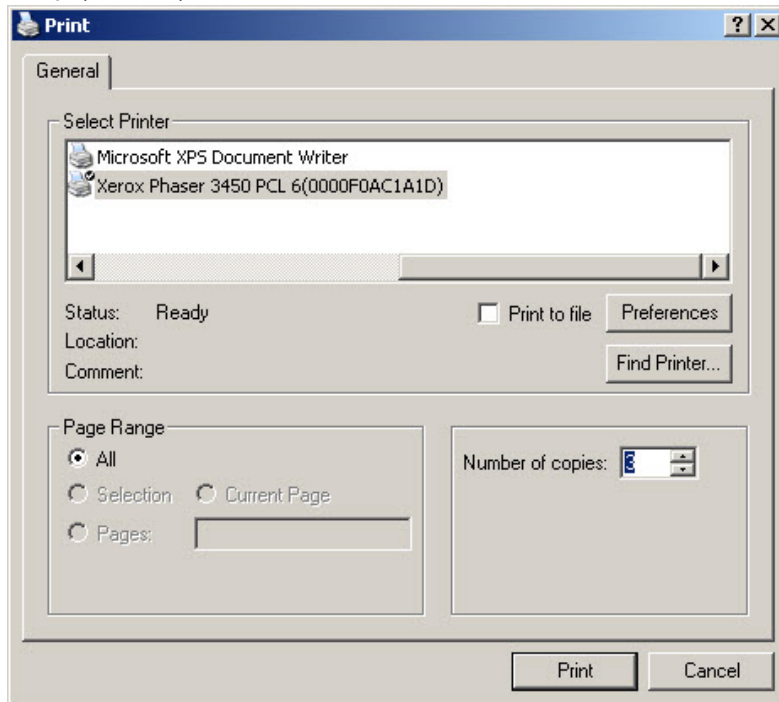 Print
General
Select Printer
Microsoft XPS Document Writer
Xerox Phaser 3450 PCL 6(0000F0AC1A1D)
Status: Ready
Print to file
Preferences
Location:
Comment:
Find Printer...
Page Range
All
Selection
Current Page
Pages:
Number of copies: 3
Print
Cancel